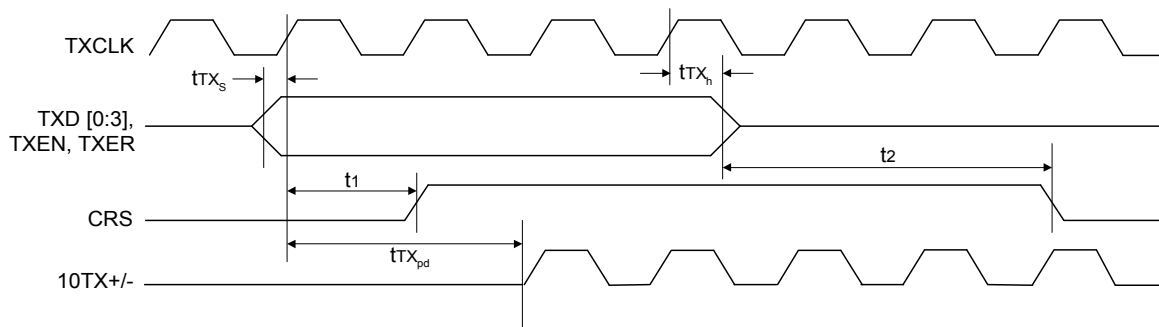 TXCLK
tTXS
tTXh
TXD [0:3],
TXEN, TXER
t2
t1
CRS
tTXpd
10TX+/-